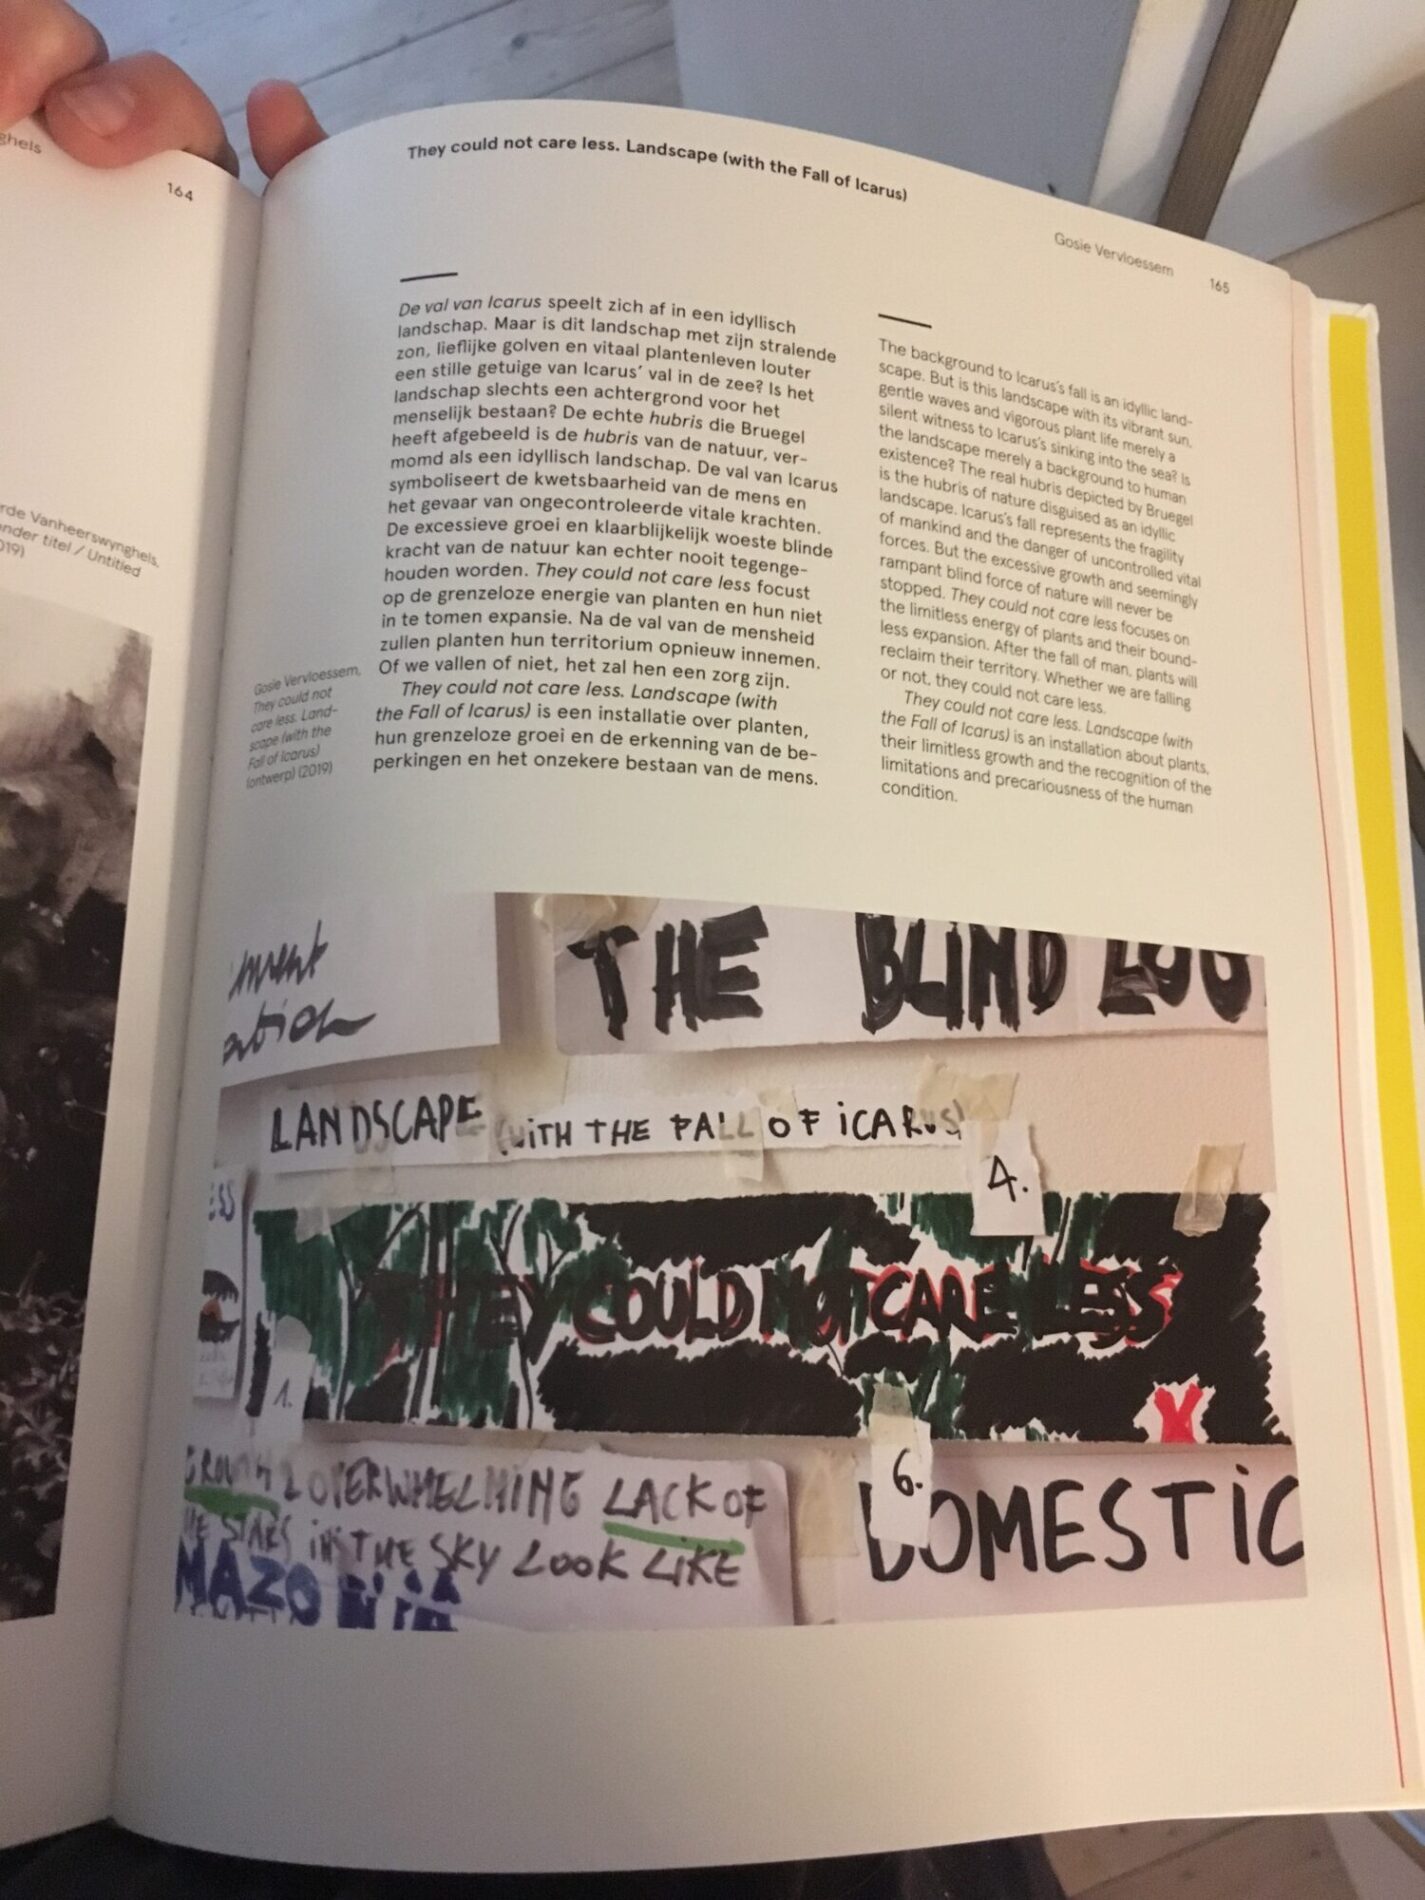 ghels
164
rde Vanheerswynghels,
nder titel / Untitled
019)
They could not care less. Landscape (with the Fall of Icarus)
Gosie Vervloessem
165
De val van Icarus speelt zich af in een idyllisch
landschap. Maar is dit landschap met zijn stralende
zon, lieflijke golven en vitaal plantenleven louter
een stille getuige van Icarus' val in de zee? Is het
landschap slechts een achtergrond voor het
menselijk bestaan? De echte hubris die Bruegel
heeft afgebeeld is de hubris van de natuur, ver-
momd als een idyllisch landschap. De val van Icarus
symboliseert de kwetsbaarheid van de mens en
het gevaar van ongecontroleerde vitale krachten.
De excessieve groei en klaarblijkelijk woeste blinde
kracht van de natuur kan echter nooit tegenge-
houden worden. They could not care less focust
op de grenzeloze energie van planten en hun niet
in te tomen expansie. Na de val van de mensheid
zullen planten hun territorium opnieuw innemen.
Of we vallen of niet, het zal hen een zorg zijn.
They could not care less. Landscape (with
the Fall of Icarus) is een installatie over planten,
hun grenzeloze groei en de erkenning van de be-
perkingen en het onzekere bestaan van de mens.
The background to Icarus's fall is an idyllic land-
scape. But is this landscape with its vibrant sun,
gentle waves and vigorous plant life merely a
silent witness to Icarus's sinking into the sea? Is
the landscape merely a background to human
existence? The real hubris depicted by Bruegel
is the hubris of nature disguised as an idyllic
landscape. Icarus's fall represents the fragility
of mankind and the danger of uncontrolled vital
forces. But the excessive growth and seemingly
rampant blind force of nature will never be
stopped. They could not care less focuses on
the limitless energy of plants and their bound-
less expansion. After the fall of man, plants will
reclaim their territory. Whether we are falling
or not, they could not care less.
They could not care less. Landscape (with
the Fall of Icarus) is an installation about plants,
their limitless growth and the recognition of the
limitations and precariousness of the human
condition.
Gosie Vervloessem,
They could not
care less. Land-
scape (with the
Fall of Icarus)
(ontwerp) (2019)
THE BLIND LOO
LANDSCAPE (WITH THE FALL OF ICARUS)
4.
THEY COULD NOT CARE LESS
1.
X
6.
OVERWHELMING LACK OF
STARS IN THE SKY LOOK LIKE
DOMESTIC